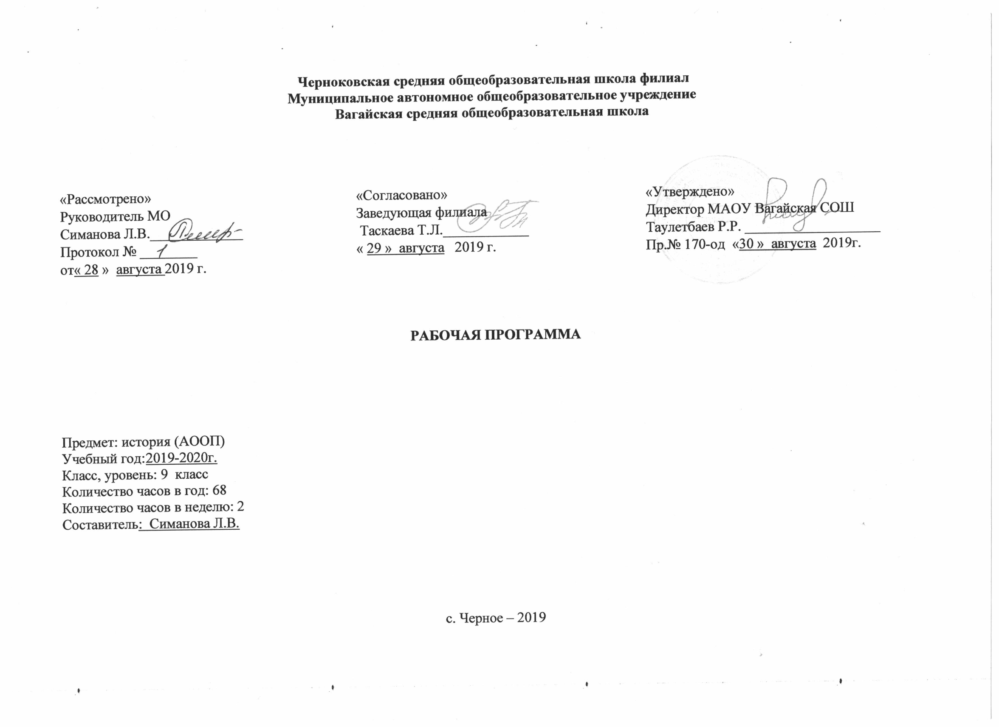 Черноковская средняя общеобразовательная школа филиал
Муниципальное автономное общеобразовательное учреждение
Вагайская средняя общеобразовательная школа
«Рассмотрено»
Руководитель МО
Симанова Л.В.
Протокол № 1
от« 28 » августа 2019 г.
«Согласовано»
Заведующая филиала
Таскаева Т.Л.
« 29 » августа 2019 г.
«Утверждено»
Директор МАОУ Вагайская СОШ
Таулетбаев Р.Р.
Пр.№ 170-од «30 » августа 2019г.
РАБОЧАЯ ПРОГРАММА
Предмет: история (АООП)
Учебный год:2019-2020г.
Класс, уровень: 9 класс
Количество часов в год: 68
Количество часов в неделю: 2
Составитель: Симанова Л.В.
с. Черное – 2019